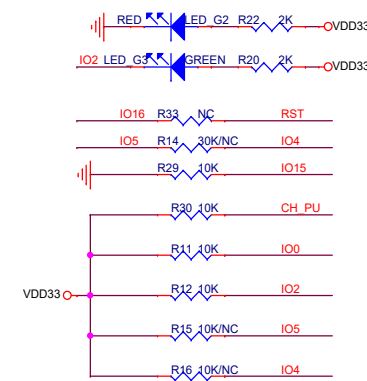 RED LED_G2 R22 2K VDD33
IO2 LED_G3 GREEN R20 2K VDD33
IO16 R33 NC RST
IO5 R14 30K/NC IO4
R29 10K IO15
R30 10K CH_PU
R11 10K IO0
R12 10K IO2
VDD33
R15 10K/NC IO5
R16 10K/NC IO4